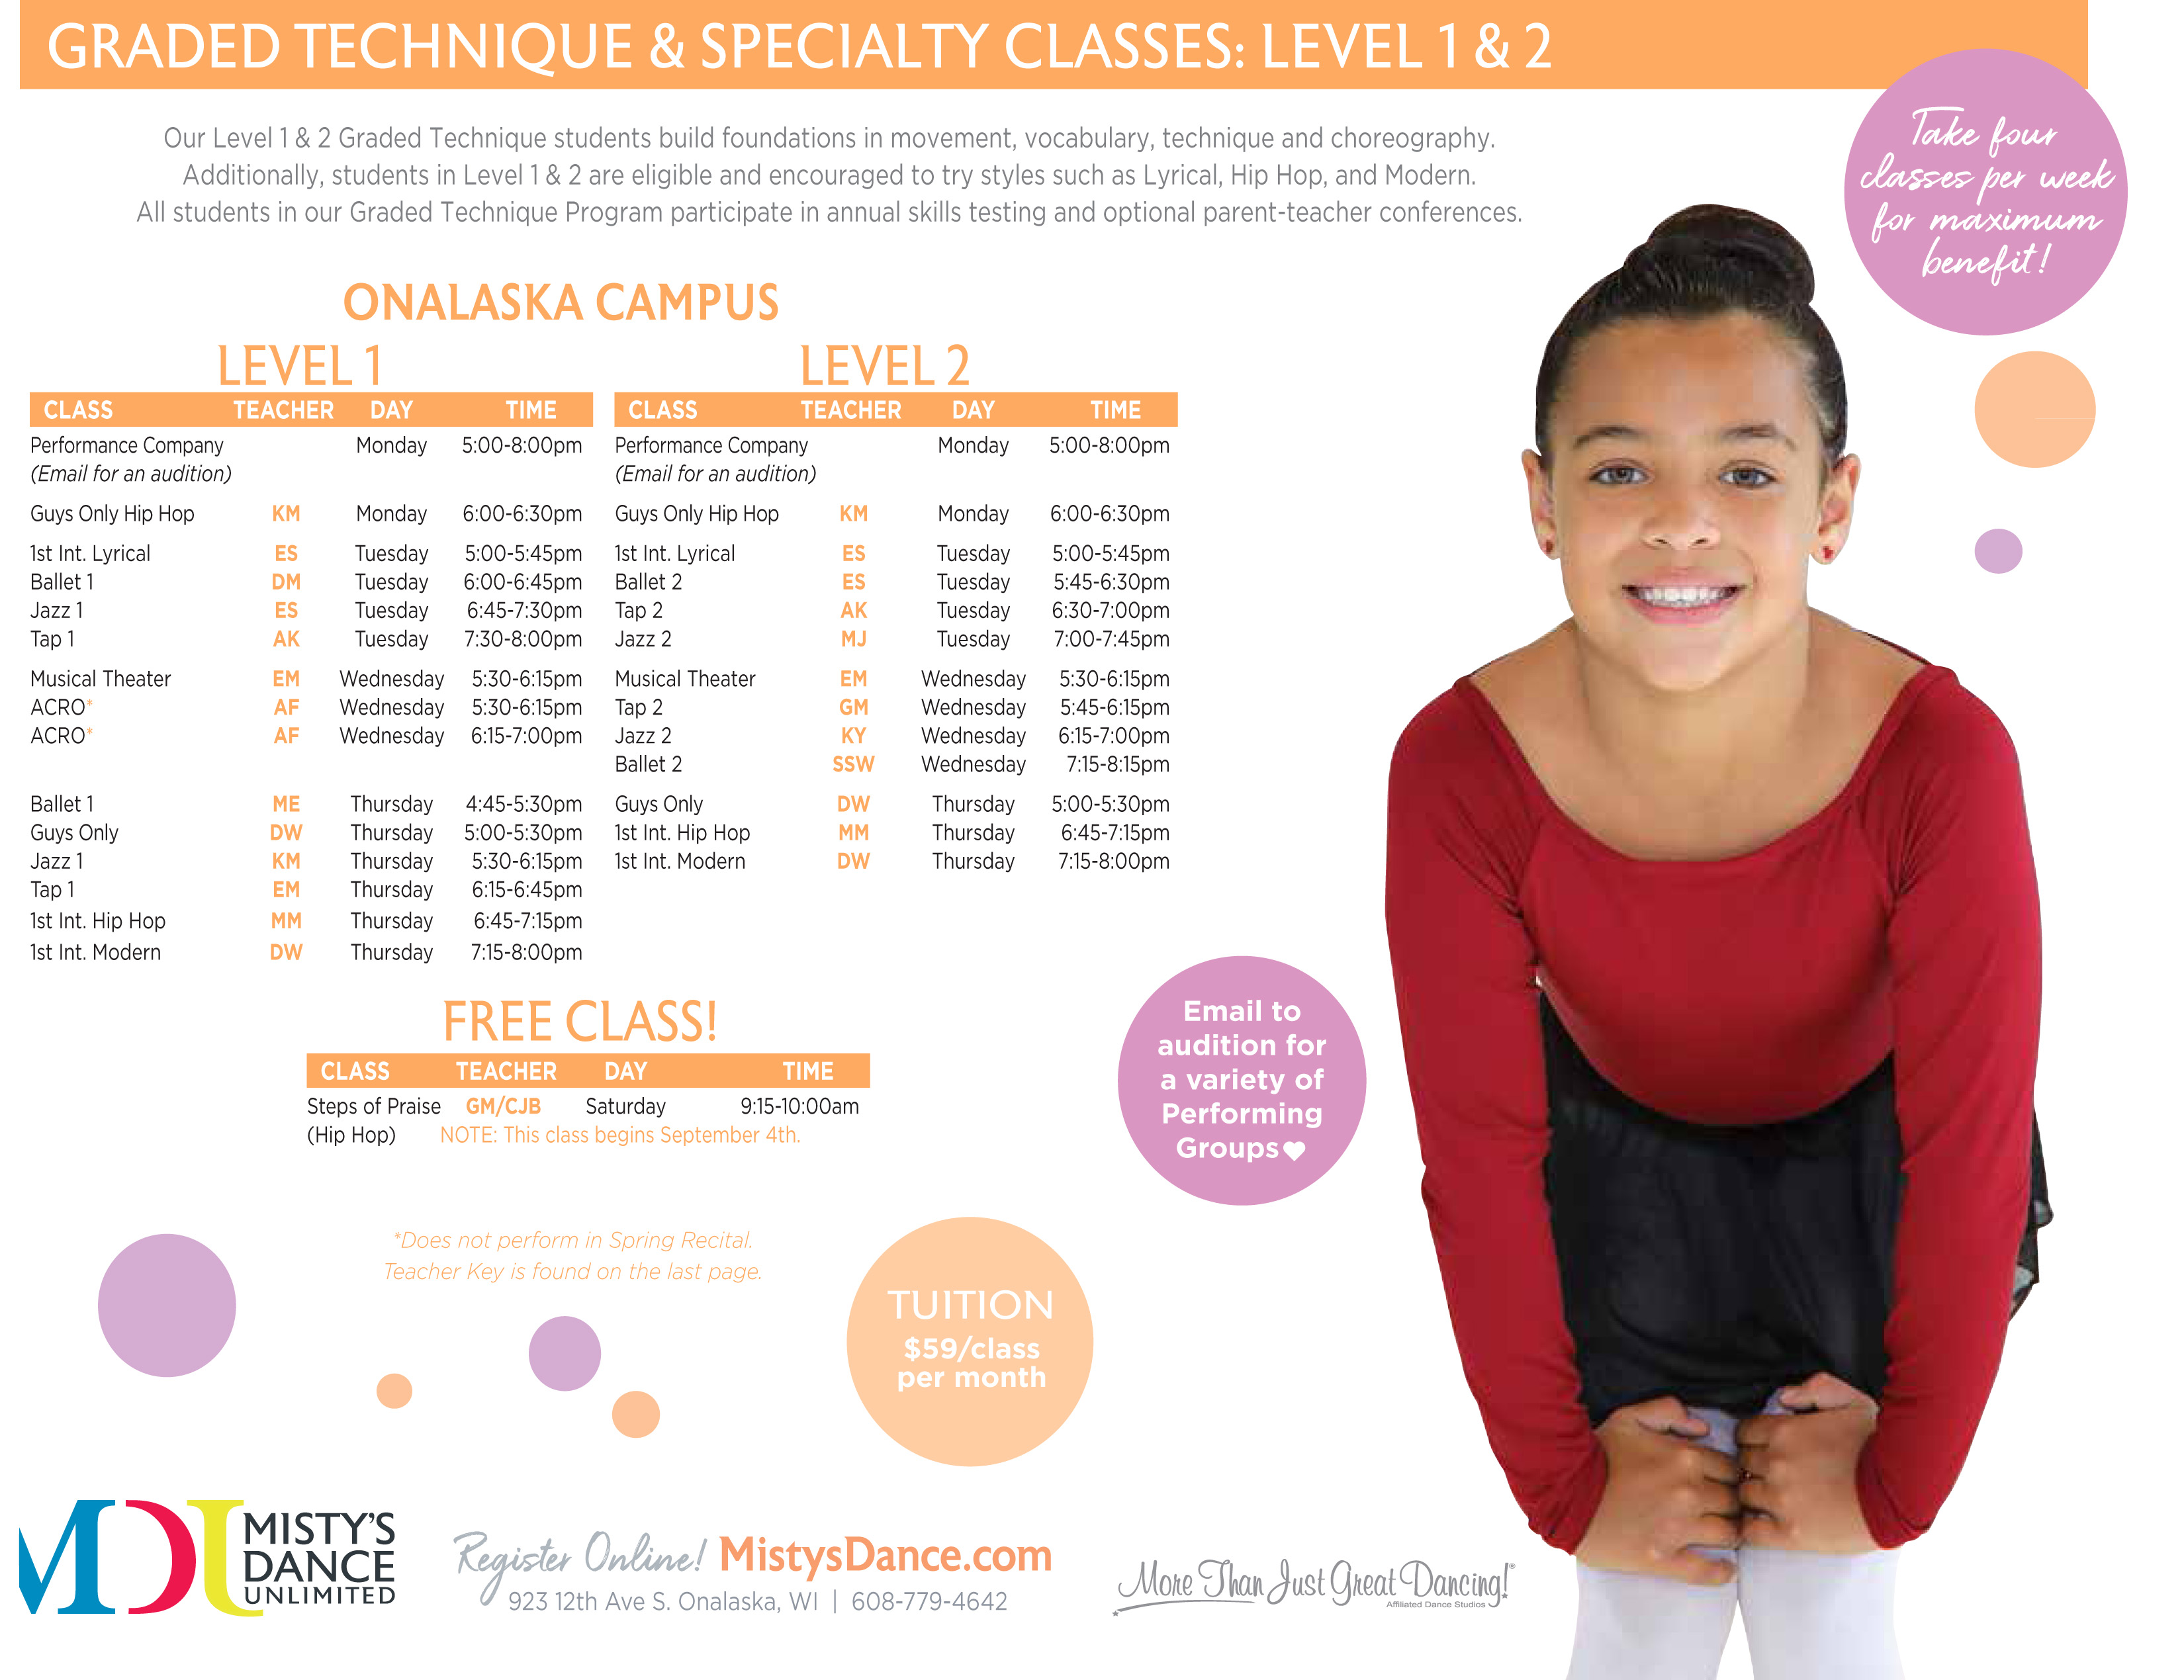 GRADED TECHNIQUE & SPECIALTY CLASSES: LEVEL 1 & 2
Take four
classes per week
for maximum
benefit!
Our Level 1 & 2 Graded Technique students build foundations in movement, vocabulary, technique and choreography.
Additionally, students in Level 1 & 2 are eligible and encouraged to try styles such as Lyrical, Hip Hop, and Modern.
All students in our Graded Technique Program participate in annual skills testing and optional parent-teacher conferences.
ONALASKA CAMPUS
LEVEL 1
CLASS TEACHER DAY TIME
Performance Company Monday 5:00-8:00pm
(Email for an audition)
Guys Only Hip Hop KM Monday 6:00-6:30pm
1st Int. Lyrical ES Tuesday 5:00-5:45pm
Ballet 1 DM Tuesday 6:00-6:45pm
Jazz 1 ES Tuesday 6:45-7:30pm
Tap 1 AK Tuesday 7:30-8:00pm
Musical Theater EM Wednesday 5:30-6:15pm
ACRO* AF Wednesday 5:30-6:15pm
ACRO* AF Wednesday 6:15-7:00pm
Ballet 1 ME Thursday 4:45-5:30pm
Guys Only DW Thursday 5:00-5:30pm
Jazz 1 KM Thursday 5:30-6:15pm
Tap 1 EM Thursday 6:15-6:45pm
1st Int. Hip Hop MM Thursday 6:45-7:15pm
1st Int. Modern DW Thursday 7:15-8:00pm
LEVEL 2
CLASS TEACHER DAY TIME
Performance Company Monday 5:00-8:00pm
(Email for an audition)
Guys Only Hip Hop KM Monday 6:00-6:30pm
1st Int. Lyrical ES Tuesday 5:00-5:45pm
Ballet 2 ES Tuesday 5:45-6:30pm
Tap 2 AK Tuesday 6:30-7:00pm
Jazz 2 MJ Tuesday 7:00-7:45pm
Musical Theater EM Wednesday 5:30-6:15pm
Tap 2 GM Wednesday 5:45-6:15pm
Jazz 2 KY Wednesday 6:15-7:00pm
Ballet 2 SSW Wednesday 7:15-8:15pm
Guys Only DW Thursday 5:00-5:30pm
1st Int. Hip Hop MM Thursday 6:45-7:15pm
1st Int. Modern DW Thursday 7:15-8:00pm
FREE CLASS!
CLASS TEACHER DAY TIME
Steps of Praise GM/CJB Saturday 9:15-10:00am
(Hip Hop) NOTE: This class begins September 4th.
Email to
audition for
a variety of
Performing
Groups♥
*Does not perform in Spring Recital.
Teacher Key is found on the last page.
TUITION
$59/class
per month
MDU
MISTY'S
DANCE
UNLIMITED
Register Online! MistysDance.com
923 12th Ave S. Onalaska, WI | 608-779-4642
More Than Just Great Dancing!®
Affiliated Dance Studios